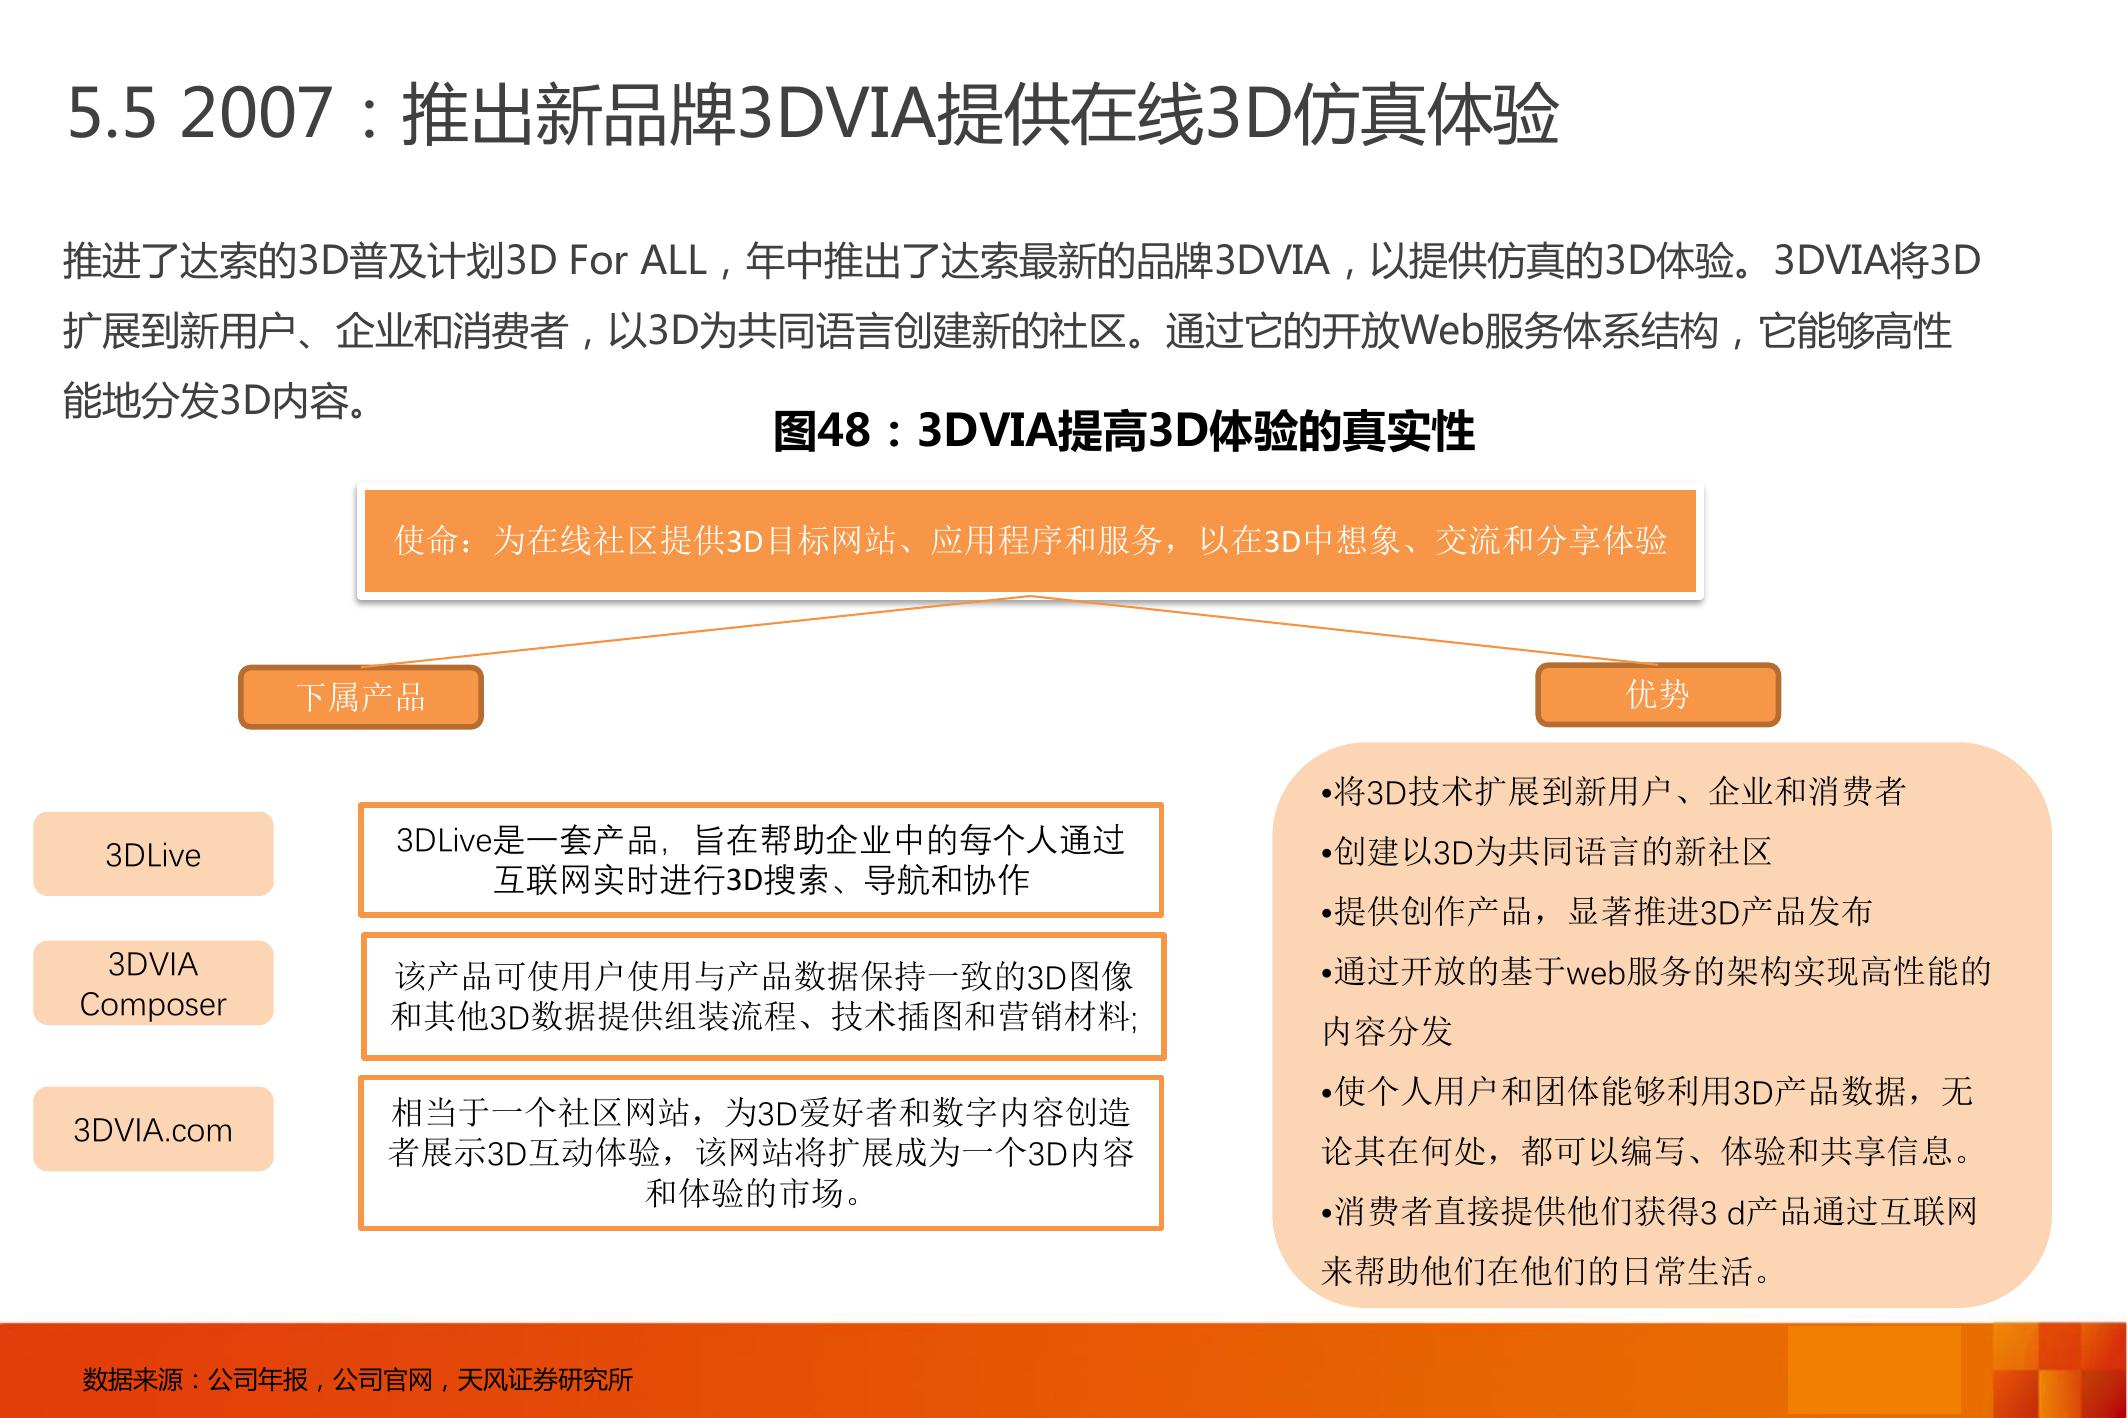 5.5 2007：推出新品牌3DVIA提供在线3D仿真体验
推进了达索的3D普及计划3D For ALL，年中推出了达索最新的品牌3DVIA，以提供仿真的3D体验。3DVIA将3D
扩展到新用户、企业和消费者，以3D为共同语言创建新的社区。通过它的开放Web服务体系结构，它能够高性
能地分发3D内容。
图48：3DVIA提高3D体验的真实性
使命：为在线社区提供3D目标网站、应用程序和服务，以在3D中想象、交流和分享体验
下属产品
3DLive
3DLive是一套产品，旨在帮助企业中的每个人通过
互联网实时进行3D搜索、导航和协作
3DVIA
Composer
该产品可使用户使用与产品数据保持一致的3D图像
和其他3D数据提供组装流程、技术插图和营销材料;
3DVIA.com
相当于一个社区网站，为3D爱好者和数字内容创造
者展示3D互动体验，该网站将扩展成为一个3D内容
和体验的市场。
优势
•将3D技术扩展到新用户、企业和消费者
•创建以3D为共同语言的新社区
•提供创作产品，显著推进3D产品发布
•通过开放的基于web服务的架构实现高性能的
内容分发
•使个人用户和团体能够利用3D产品数据，无
论其在何处，都可以编写、体验和共享信息。
•消费者直接提供他们获得3 d产品通过互联网
来帮助他们在他们的日常生活。
数据来源：公司年报，公司官网，天风证券研究所